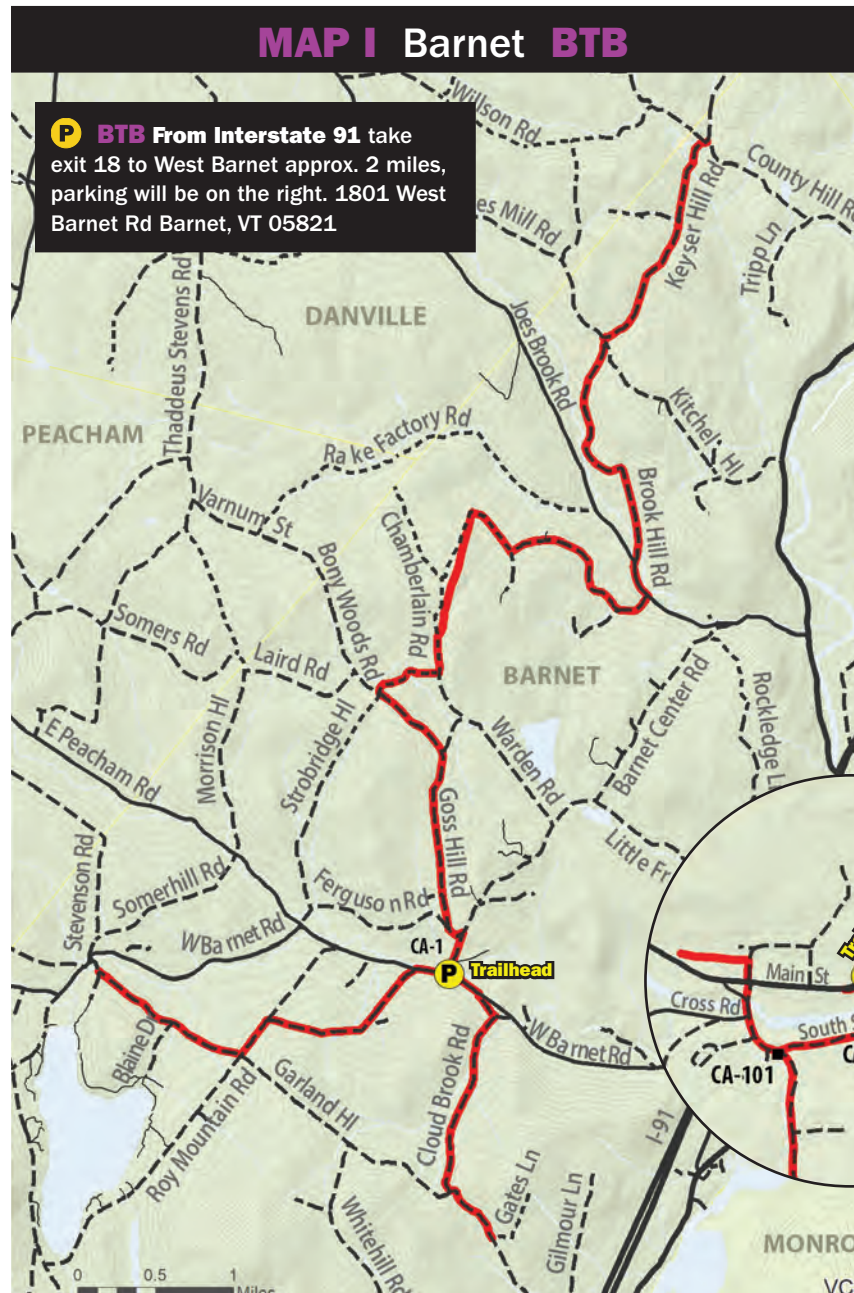 MAP I Barnet BTB
P BTB From Interstate 91 take
exit 18 to West Barnet approx. 2 miles,
parking will be on the right. 1801 West
Barnet Rd Barnet, VT 05821
Willson Rd
County Hill Rd
es Mill Rd
Keyser Hill Rd
Tripp Ln
Thaddeus Stevens Rd
DANVILLE
Joes Brook Rd
PEACHAM
Rake Factory Rd
Kitchel Hl
Varnum St
Chamberlain Rd
Brook Hill Rd
Bony Woods Rd
Somers Rd
Laird Rd
BARNET
Barnet Center Rd
Rockledge L
Morrison Hl
Strobridge Hl
Warden Rd
E Peacham Rd
Goss Hill Rd
Little Fr
Stevenson Rd
Somerhill Rd
Ferguson Rd
W Barnet Rd
CA-1
P Trailhead
Main St
Cross Rd
South S
CA-101
C
Blaine D
Cloud Brook Rd
W Barnet Rd
Garland Hl
Roy Mountain Rd
I-91
Gates Ln
Gilmour Ln
Whitehill Rd
MONRO
0 0.5 1
Miles
VC